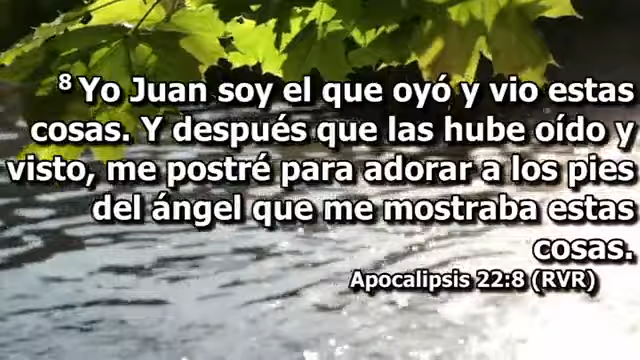 8 Yo Juan soy el que oyó y vio estas
cosas. Y después que las hube oído y
visto, me postré para adorar a los pies
del ángel que me mostraba estas
cosas.
Apocalipsis 22:8 (RVR)